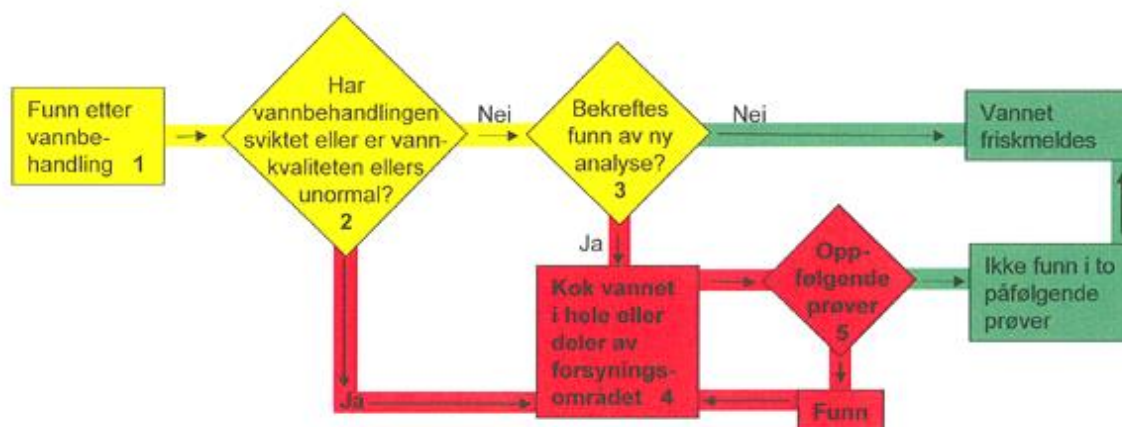 Funn etter
vannbe-
handling 1
Har
vannbehandlingen
sviktet eller er vann-
kvaliteten ellers
unormal?
2
Nei
Bekreftes
funn av ny
analyse?
3
Nei
Vannet
friskmeldes
Ja
Kok vannet
i hele eller
deler av
forsynings-
området 4
Opp-
følgende
prøver
5
Ikke funn i to
påfølgende
prøver
Ja
Funn